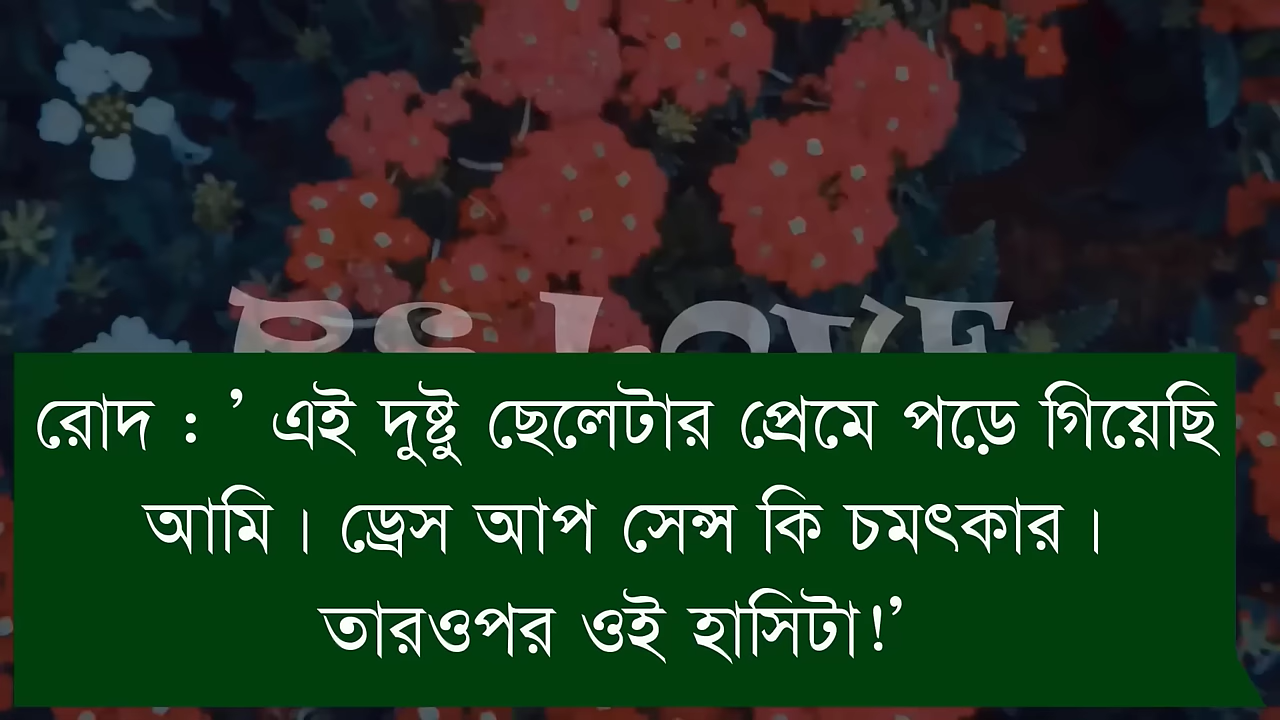 রোদ : ’ এই দুষ্টু ছেলেটার প্রেমে পড়ে গিয়েছি
আমি । ড্রেস আপ সেন্স কি চমৎকার ।
তারওপর ওই হাসিটা!’